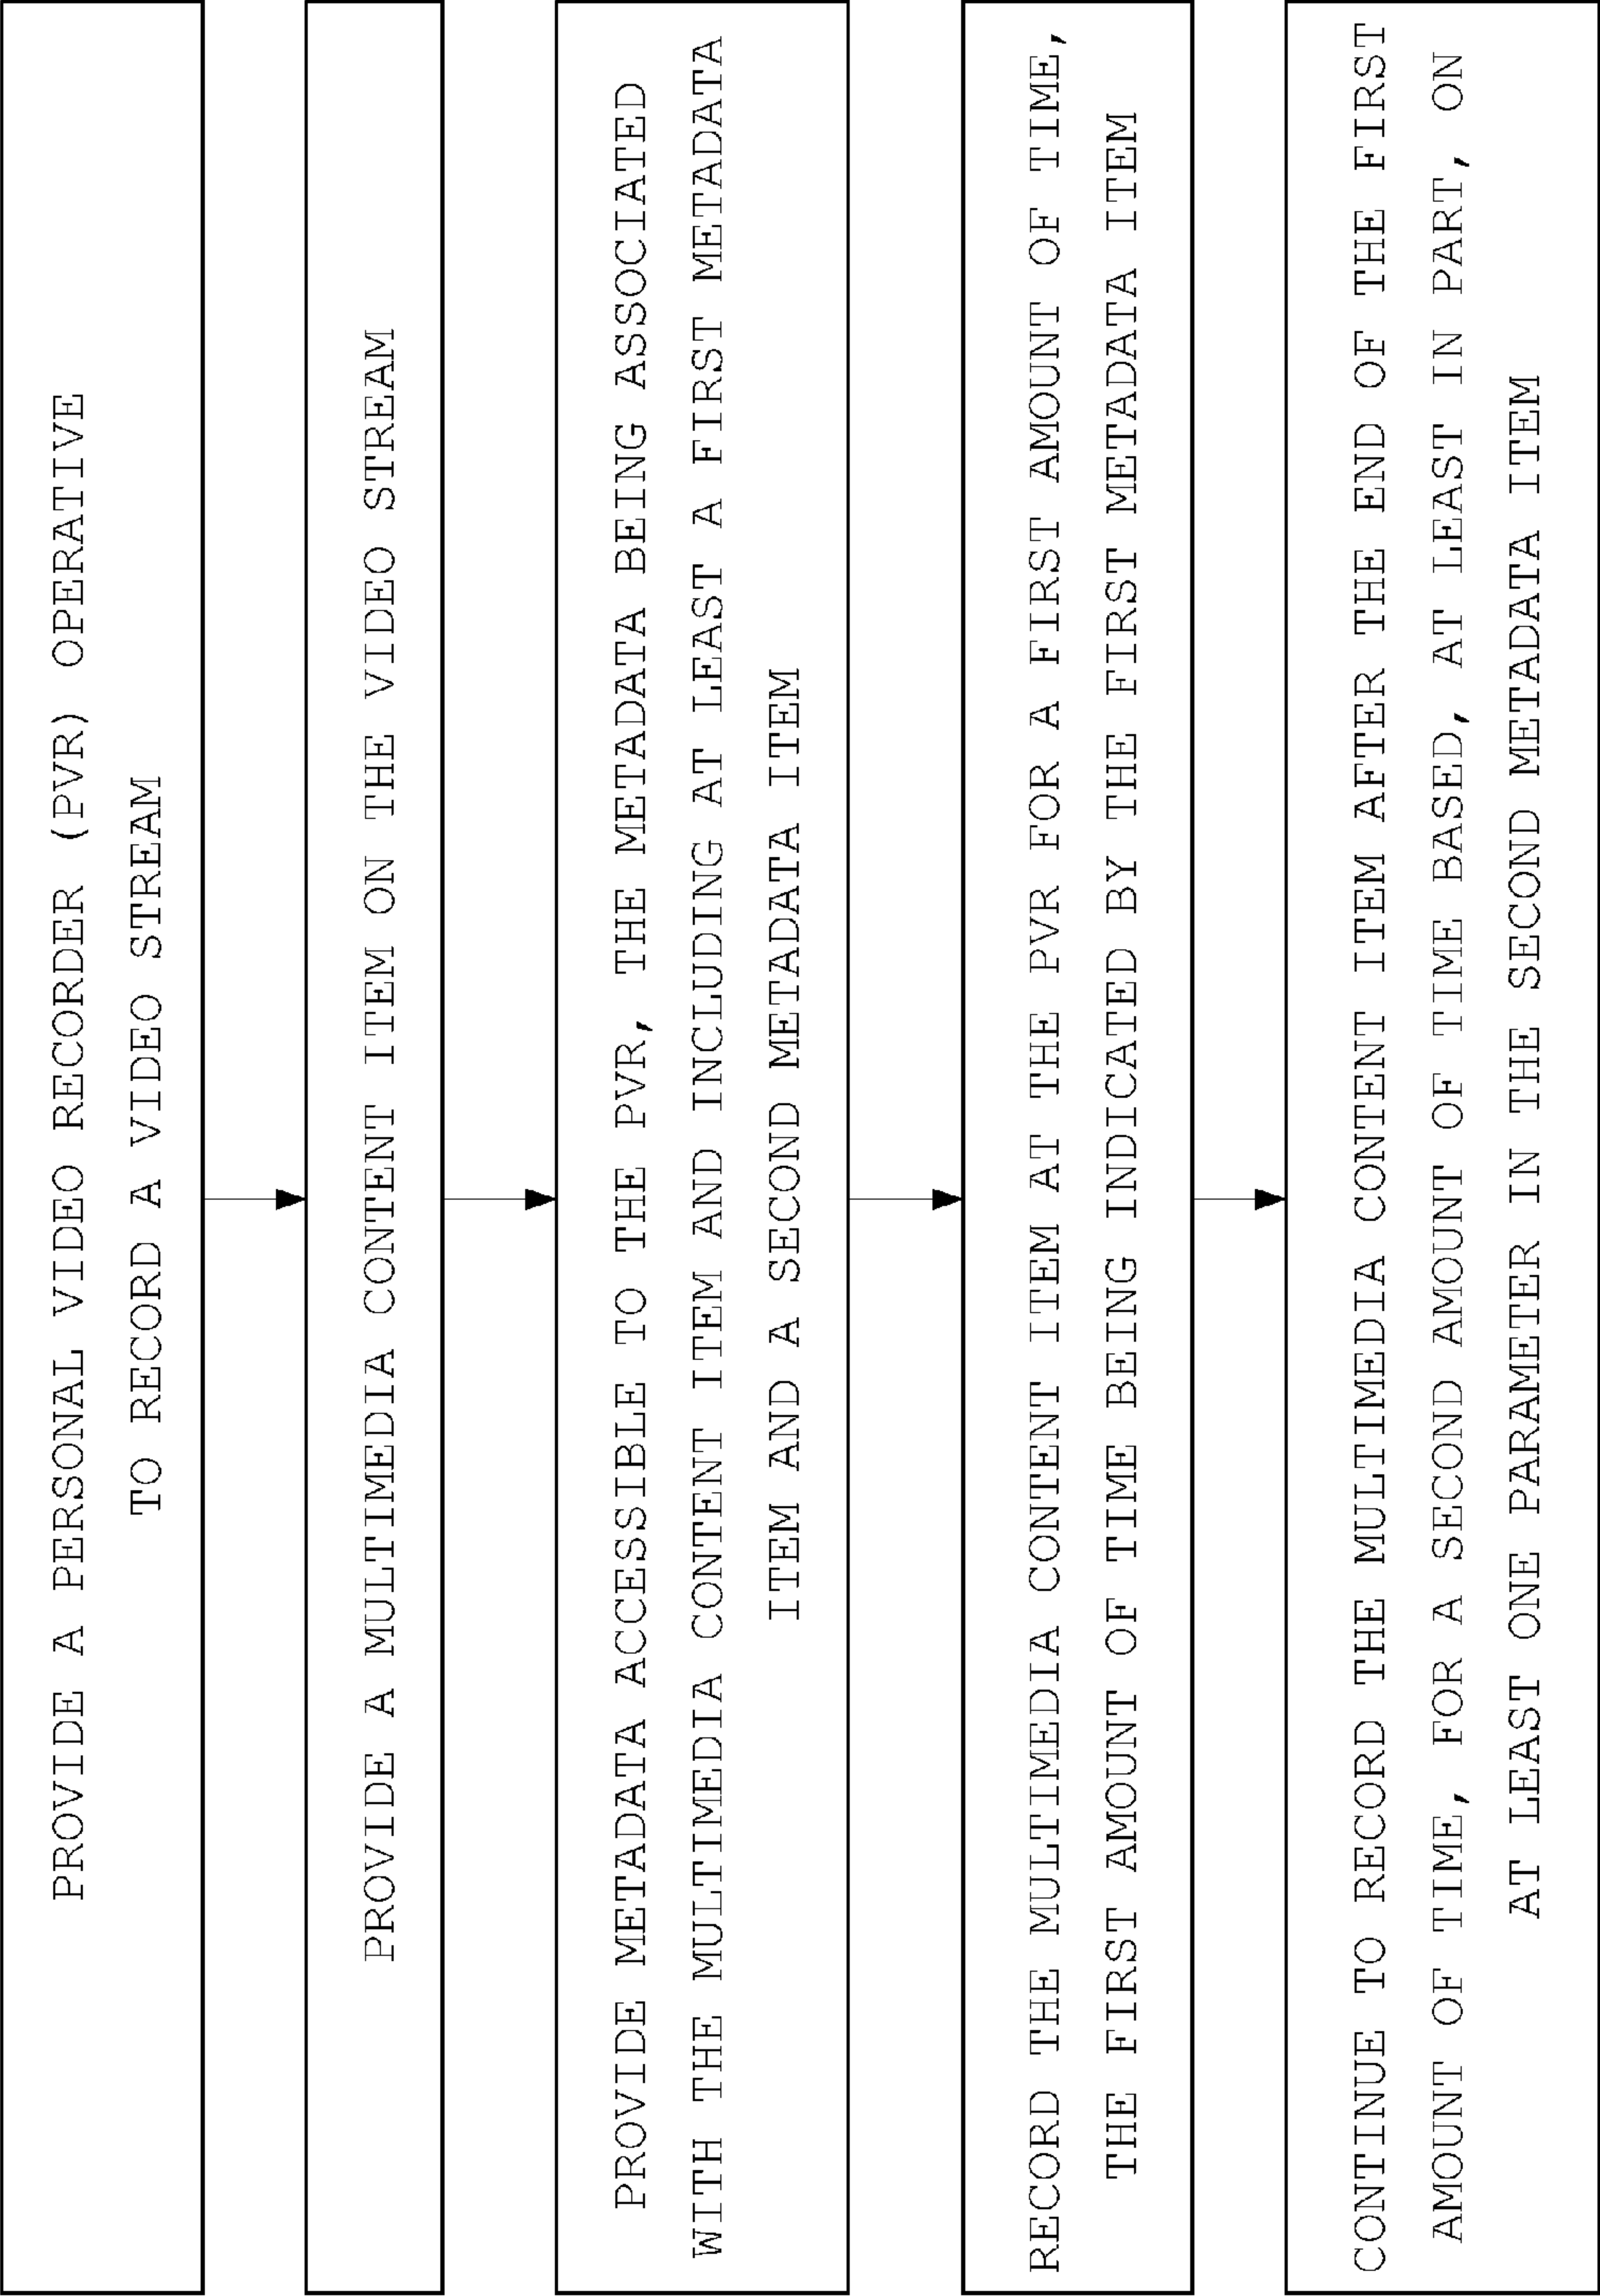 PROVIDE A PERSONAL VIDEO RECORDER (PVR) OPERATIVE
TO RECORD A VIDEO STREAM
PROVIDE A MULTIMEDIA CONTENT ITEM ON THE VIDEO STREAM
PROVIDE METADATA ACCESSIBLE TO THE PVR, THE METADATA BEING ASSOCIATED
WITH THE MULTIMEDIA CONTENT ITEM AND INCLUDING AT LEAST A FIRST METADATA
ITEM AND A SECOND METADATA ITEM
RECORD THE MULTIMEDIA CONTENT ITEM AT THE PVR FOR A FIRST AMOUNT OF TIME,
THE FIRST AMOUNT OF TIME BEING INDICATED BY THE FIRST METADATA ITEM
CONTINUE TO RECORD THE MULTIMEDIA CONTENT ITEM AFTER THE END OF THE FIRST
AMOUNT OF TIME, FOR A SECOND AMOUNT OF TIME BASED, AT LEAST IN PART, ON
AT LEAST ONE PARAMETER IN THE SECOND METADATA ITEM